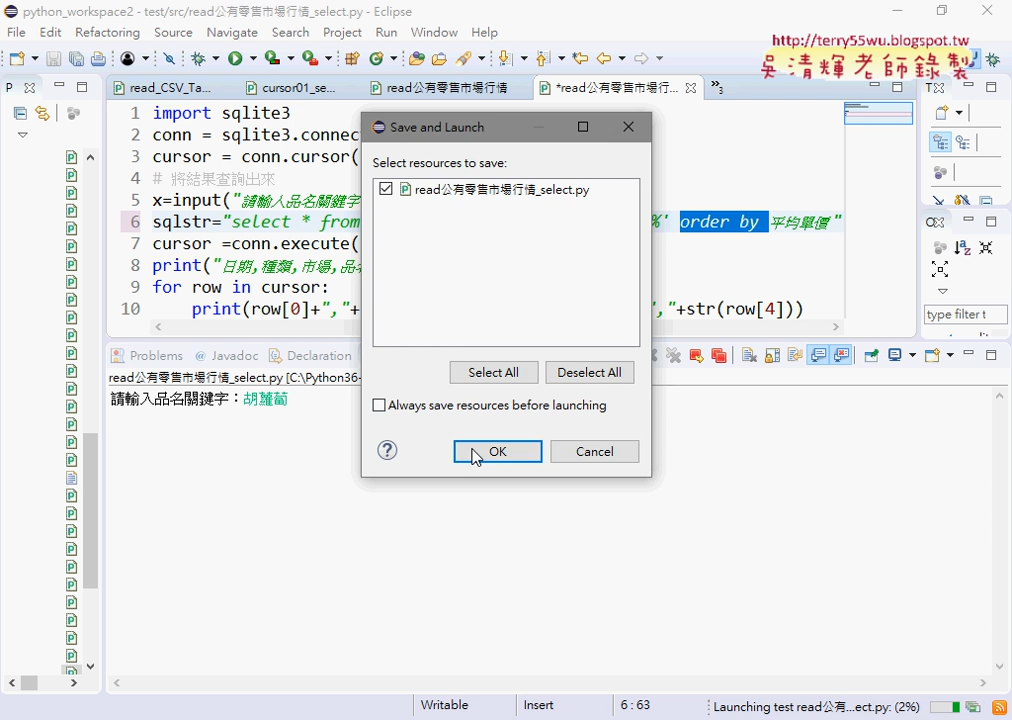 python_workspace2 - test/src/read公有零售市場行情_select.py - Eclipse
File Edit Refactoring Source Navigate Search Project Run Window Help
http://terry55wu.blogspot.tw
吳清輝老師錄製
P
read_CSV_Ta...
cursor01_se...
read公有零售市場行情
*read公有零售市場行...
3
1 import sqlite3
2 conn = sqlite3.connec
3 cursor = conn.cursor(
4 # 將結果查詢出來
5 x=input("請輸入品名關鍵字
6 sqlstr="select * from %' order by 平均單價"
7 cursor =conn.execute(
8 print("日期,種類,市場,品
9 for row in cursor:
10 print(row[0]+","+ ","+str(row[4]))
type filter t
Save and Launch
Select resources to save:
read公有零售市場行情_select.py
Select All
Deselect All
Always save resources before launching
OK
Cancel
Problems
@ Javadoc
Declaration
read公有零售市場行情_select.py [C:\Python36-
請輸入品名關鍵字：胡蘿蔔
Writable
Insert
6 : 63
Launching test read公有...ect.py: (2%)